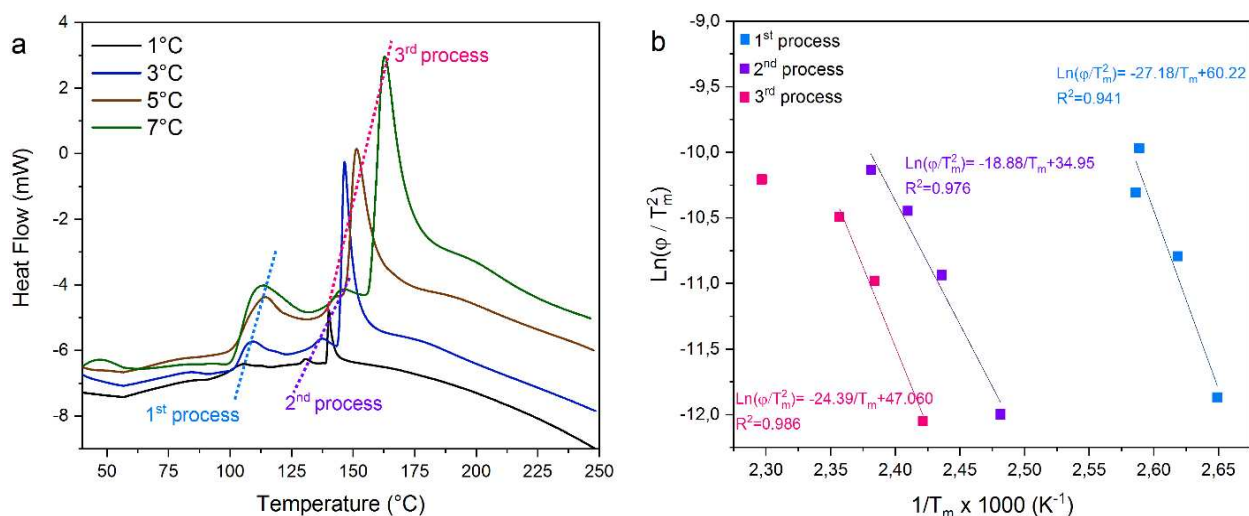 a
1°C
3°C
5°C
7°C
3rd process
1st process
2nd process
Heat Flow (mW)
4
2
0
-2
-4
-6
-8
50
75
100
125
150
175
200
225
250
Temperature (°C)
b
1st process
2nd process
3rd process
Ln(φ/T²m)= -27.18/Tm+60.22
R²=0.941
Ln(φ/T²m)= -18.88/Tm+34.95
R²=0.976
Ln(φ/T²m)= -24.39/Tm+47.060
R²=0.986
Ln(φ / T²m)
-9,0
-9,5
-10,0
-10,5
-11,0
-11,5
-12,0
2,30
2,35
2,40
2,45
2,50
2,55
2,60
2,65
1/Tm x 1000 (K⁻¹)